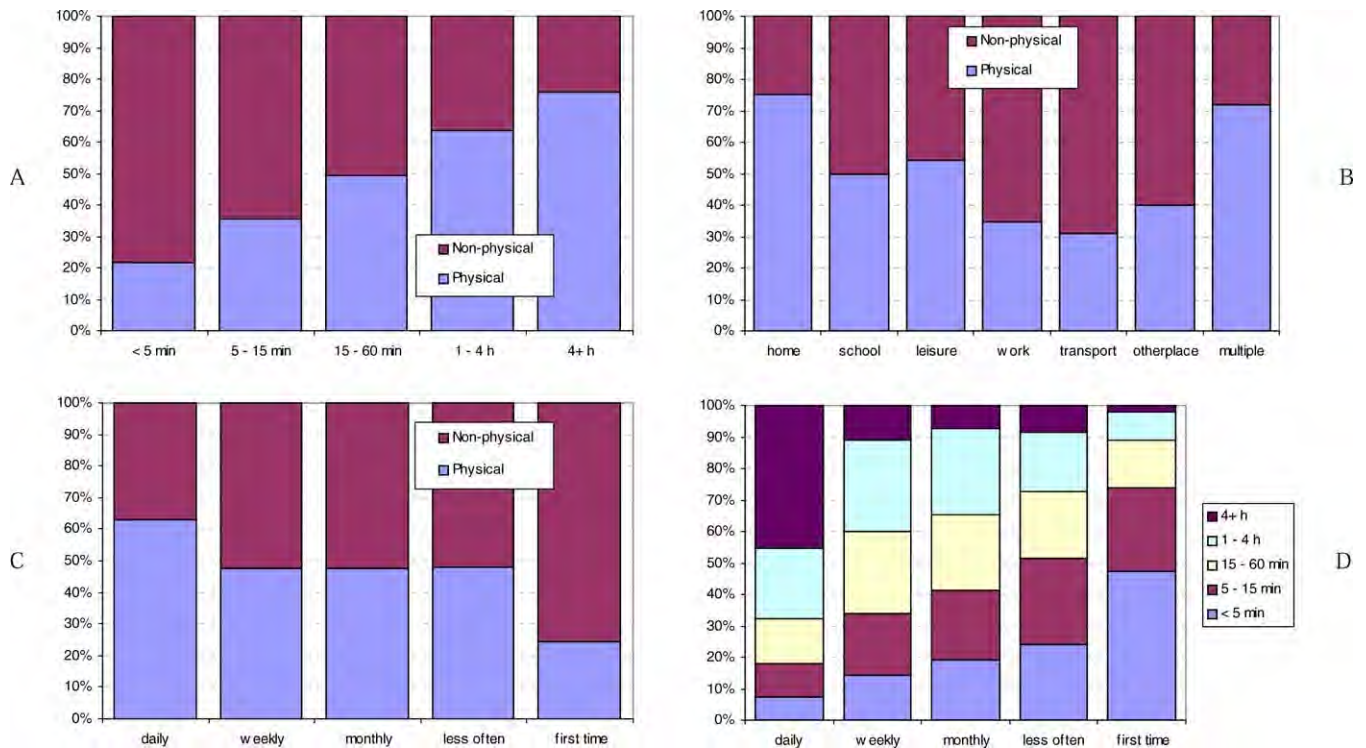 A
100%
90%
80%
70%
60%
50%
40%
30%
20%
10%
0%
Non-physical
Physical
< 5 min 5 - 15 min 15 - 60 min 1 - 4 h 4+ h
B
100%
90%
80%
70%
60%
50%
40%
30%
20%
10%
0%
Non-physical
Physical
home school leisure work transport otherplace multiple
C
100%
90%
80%
70%
60%
50%
40%
30%
20%
10%
0%
Non-physical
Physical
daily weekly monthly less often first time
D
100%
90%
80%
70%
60%
50%
40%
30%
20%
10%
0%
4+ h
1 - 4 h
15 - 60 min
5 - 15 min
< 5 min
daily weekly monthly less often first time